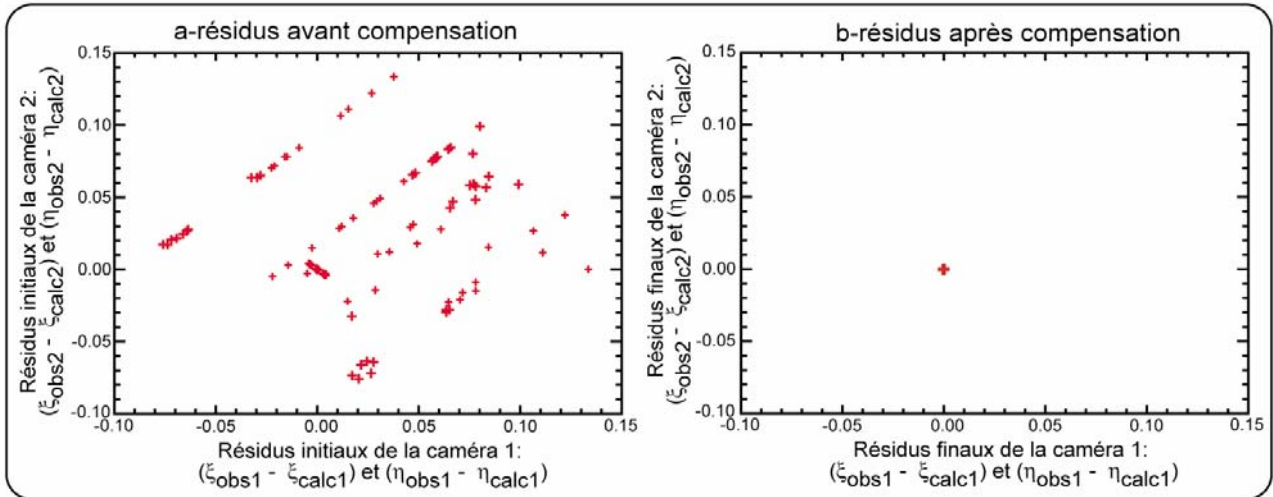 a-résidus avant compensation
Résidus initiaux de la caméra 2:
(ξobs2 - ξcalc2) et (ηobs2 - ηcalc2)
0.15
0.10
0.05
0.00
-0.05
-0.10
-0.10
-0.05
0.00
0.05
0.10
0.15
Résidus initiaux de la caméra 1:
(ξobs1 - ξcalc1) et (ηobs1 - ηcalc1)
b-résidus après compensation
Résidus finaux de la caméra 2:
(ξobs2 - ξcalc2) et (ηobs2 - ηcalc2)
0.15
0.10
0.05
0.00
-0.05
-0.10
-0.10
-0.05
0.00
0.05
0.10
0.15
Résidus finaux de la caméra 1:
(ξobs1 - ξcalc1) et (ηobs1 - ηcalc1)